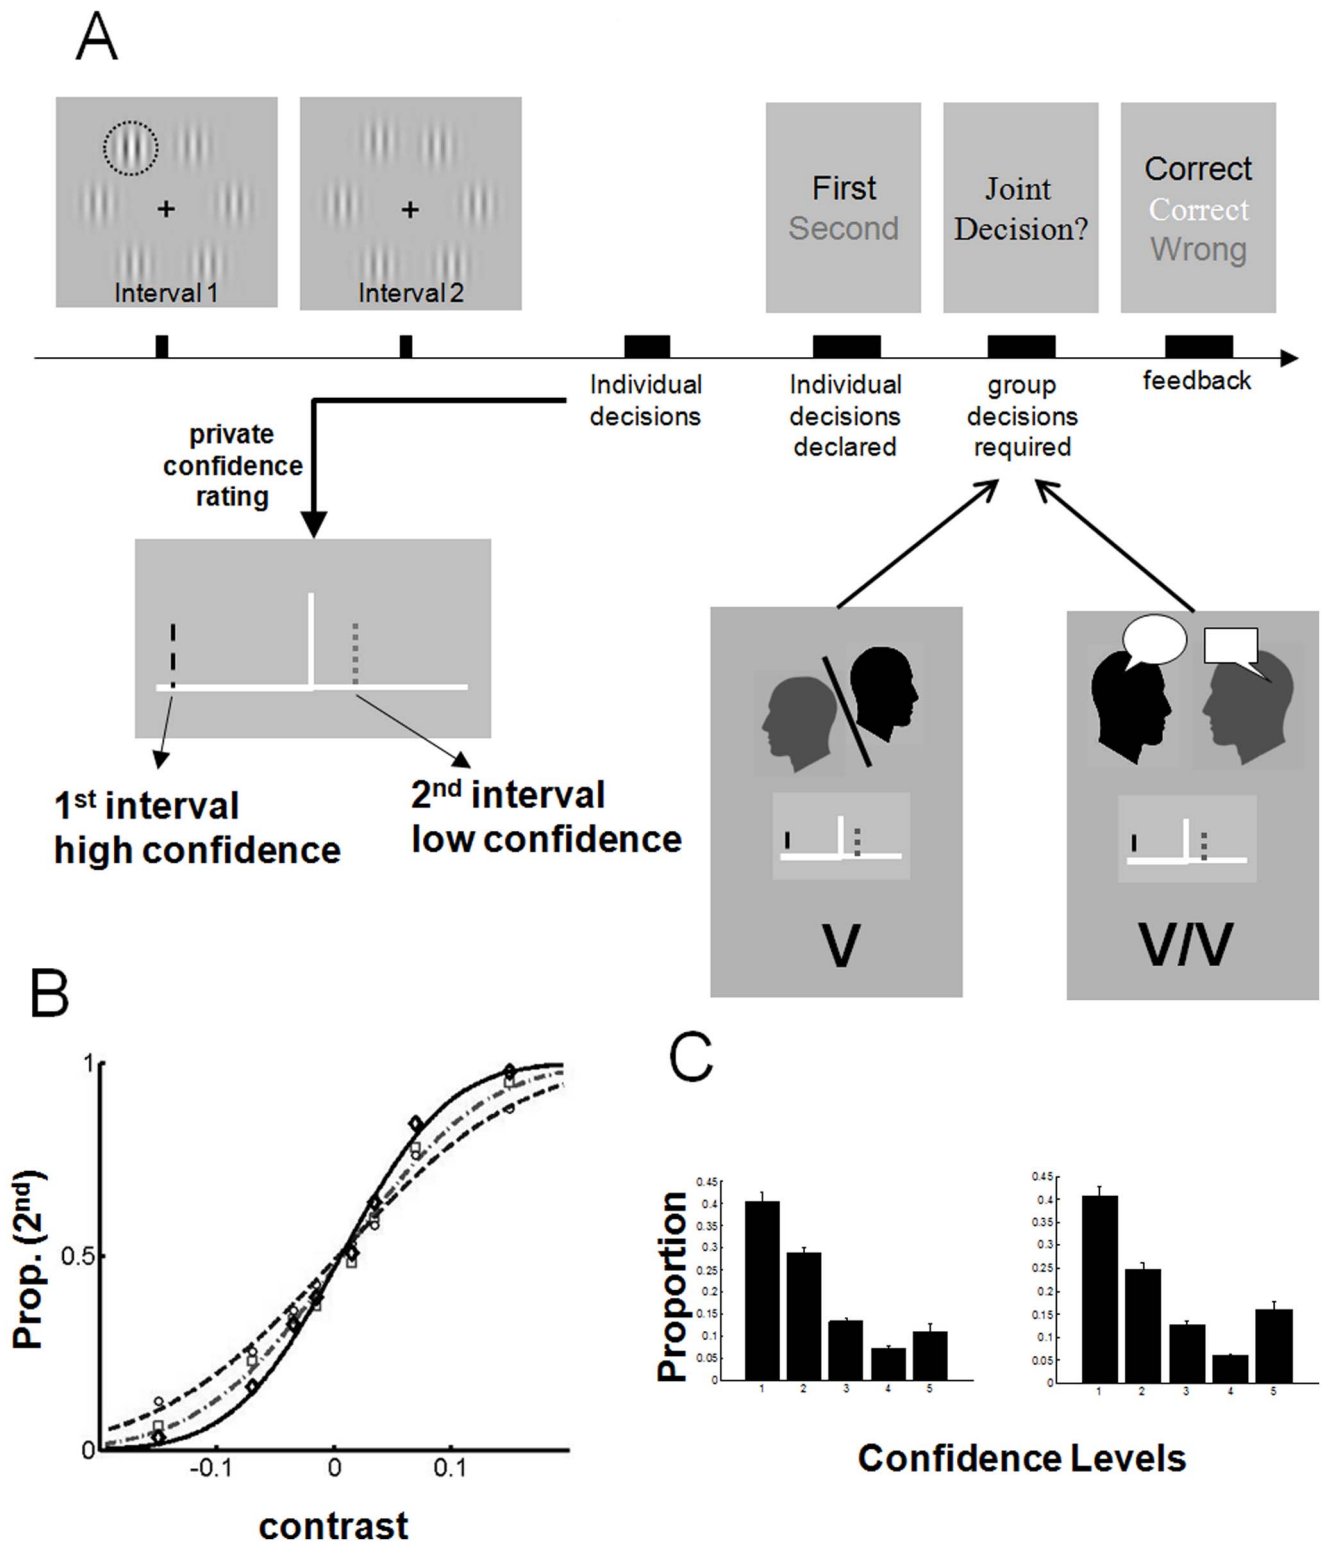 A
Interval 1
Interval 2
First
Second
Joint
Decision?
Correct
Correct
Wrong
Individual
decisions
Individual
decisions
declared
group
decisions
required
feedback
private
confidence
rating
1st interval
high confidence
2nd interval
low confidence
V
V/V
B
1
0.5
0
-0.1
0
0.1
Prop. (2nd)
contrast
C
Proportion
0.45
0.4
0.35
0.3
0.25
0.2
0.15
0.1
0.05
0
1 2 3 4 5
0.45
0.4
0.35
0.3
0.25
0.2
0.15
0.1
0.05
0
1 2 3 4 5
Confidence Levels